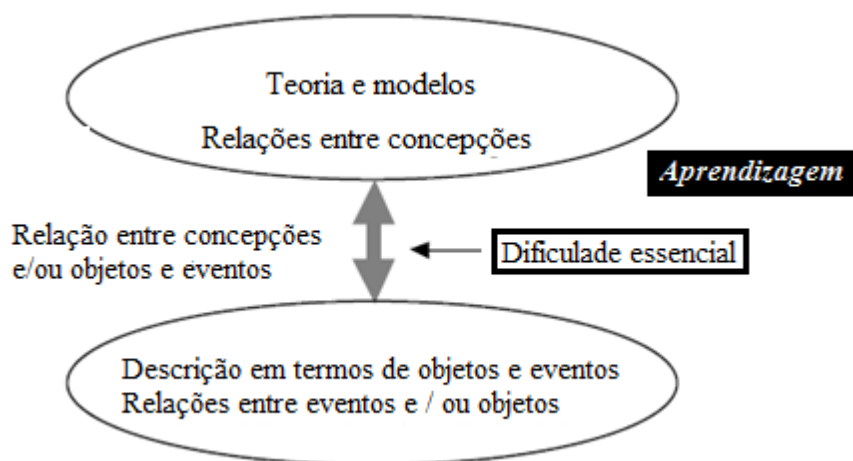 Teoria e modelos
Relações entre concepções
Aprendizagem
Relação entre concepções
e/ou objetos e eventos
Dificulade essencial
Descrição em termos de objetos e eventos
Relações entre eventos e / ou objetos